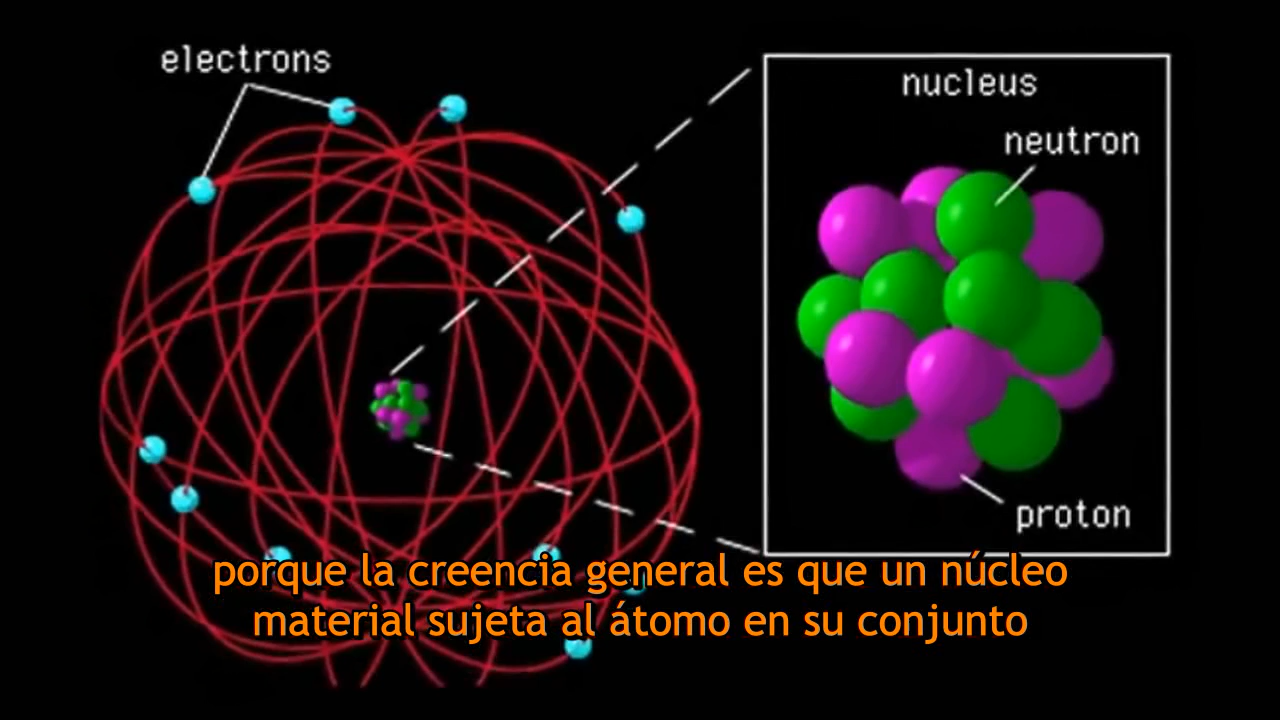 electrons
nucleus
neutron
proton
porque la creencia general es que un núcleo
material sujeta al átomo en su conjunto